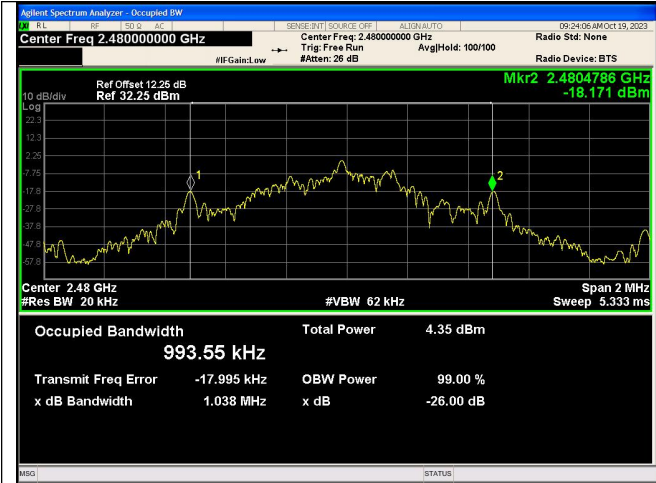 Agilent Spectrum Analyzer - Occupied BW
RL RF 50 Ω AC SENSE:INT SOURCE OFF ALIGN AUTO 09:24:06 AM Oct 19, 2023
Center Freq 2.480000000 GHz Center Freq: 2.480000000 GHz Radio Std: None
Trig: Free Run Avg|Hold: 100/100
#IFGain:Low #Atten: 26 dB Radio Device: BTS
Mkr2 2.4804786 GHz
-18.171 dBm
Ref Offset 12.25 dB
10 dB/div Ref 32.25 dBm
Log
22.3
12.3
2.25
-7.75
-17.8
-27.8
-37.8
-47.8
-57.8
1
2
Center 2.48 GHz Span 2 MHz
#Res BW 20 kHz #VBW 62 kHz Sweep 5.333 ms
Occupied Bandwidth Total Power 4.35 dBm
993.55 kHz
Transmit Freq Error -17.995 kHz OBW Power 99.00 %
x dB Bandwidth 1.038 MHz x dB -26.00 dB
MSG STATUS